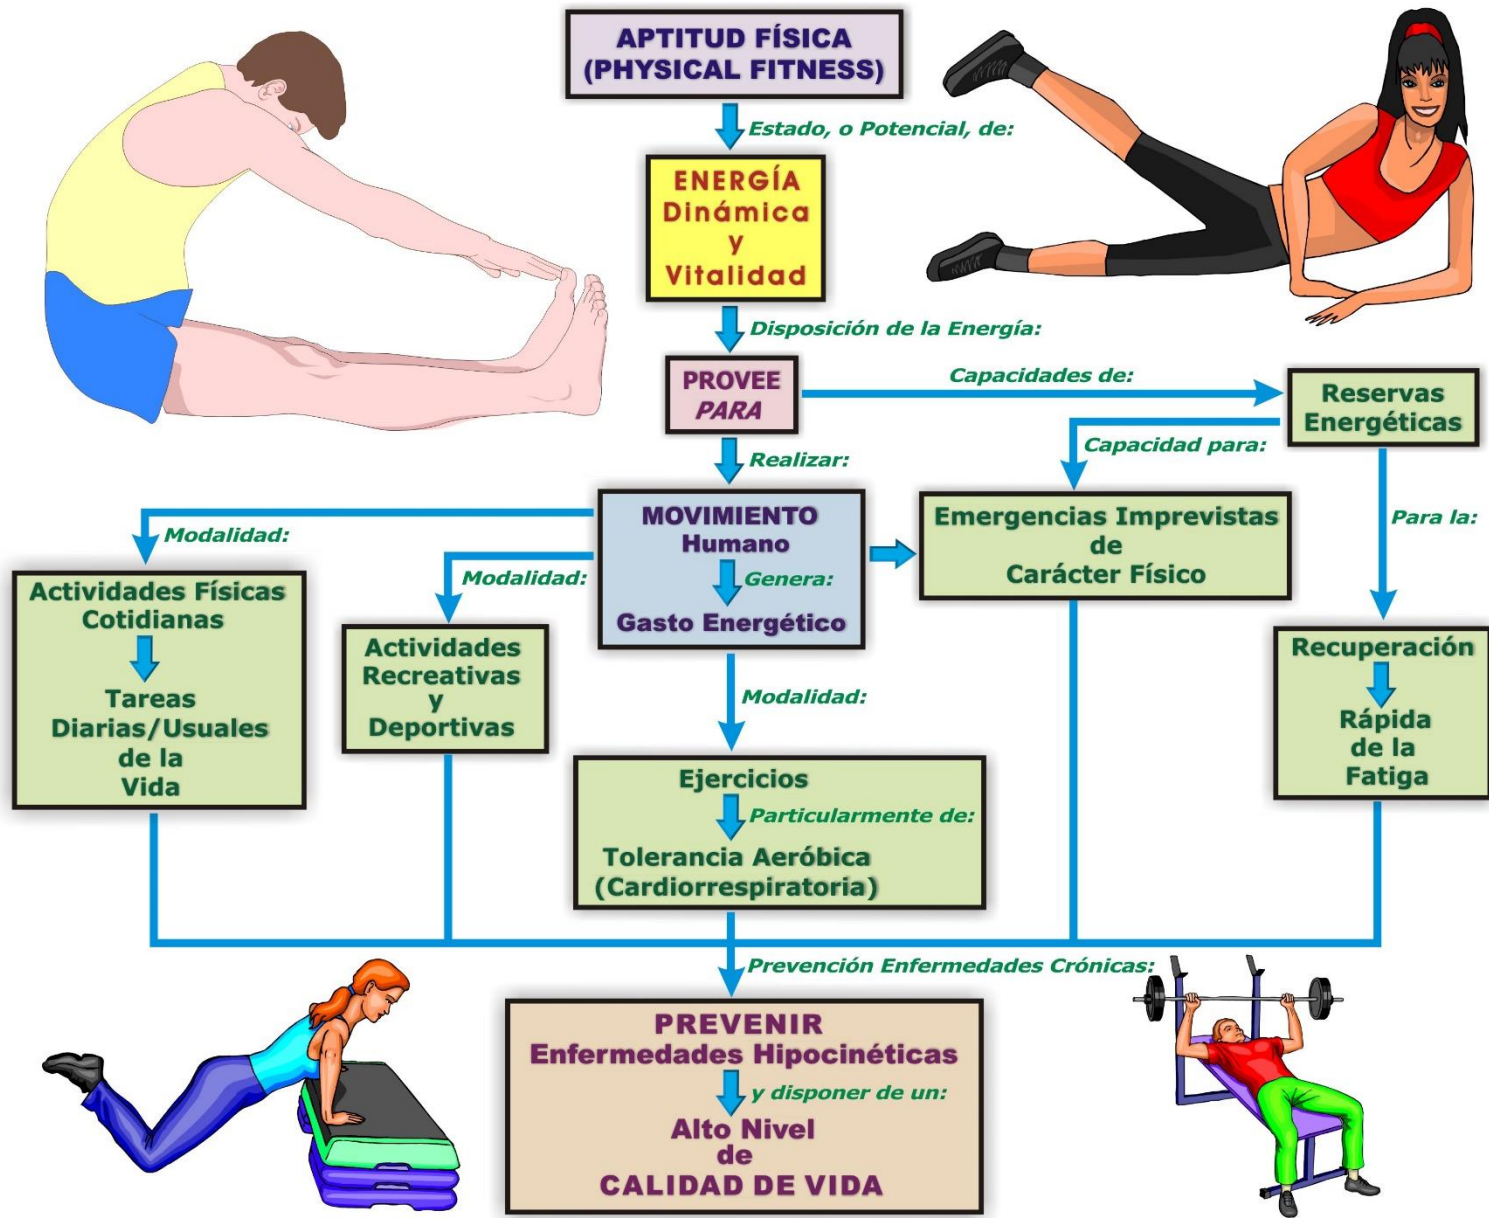 APTITUD FÍSICA
(PHYSICAL FITNESS)
Estado, o Potencial, de:
ENERGÍA
Dinámica
y
Vitalidad
Disposición de la Energía:
PROVEE
PARA
Capacidades de:
Reservas
Energéticas
Realizar:
Capacidad para:
Para la:
MOVIMIENTO
Humano
Genera:
Gasto Energético
Emergencias Imprevistas
de
Carácter Físico
Modalidad:
Actividades Físicas
Cotidianas
Tareas
Diarias/Usuales
de la
Vida
Modalidad:
Actividades
Recreativas
y
Deportivas
Modalidad:
Ejercicios
Particularmente de:
Tolerancia Aeróbica
(Cardiorrespiratoria)
Recuperación
Rápida
de la
Fatiga
Prevención Enfermedades Crónicas:
PREVENIR
Enfermedades Hipocinéticas
y disponer de un:
Alto Nivel
de
CALIDAD DE VIDA